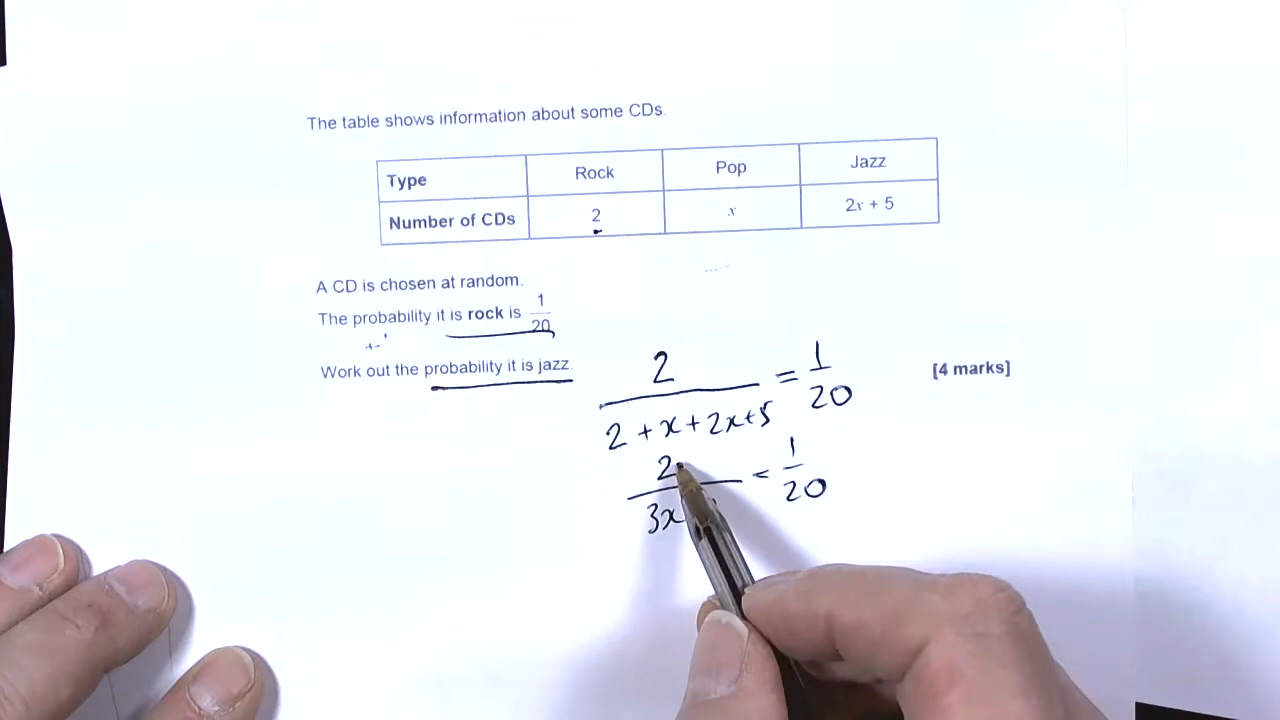 The table shows information about some CDs.
Type Rock Pop Jazz
Number of CDs 2 x 2x + 5
A CD is chosen at random.
The probability it is rock is 1/20
Work out the probability it is jazz.
[4 marks]
2/(2 + x + 2x + 5) = 1/20
2/3x = 1/20